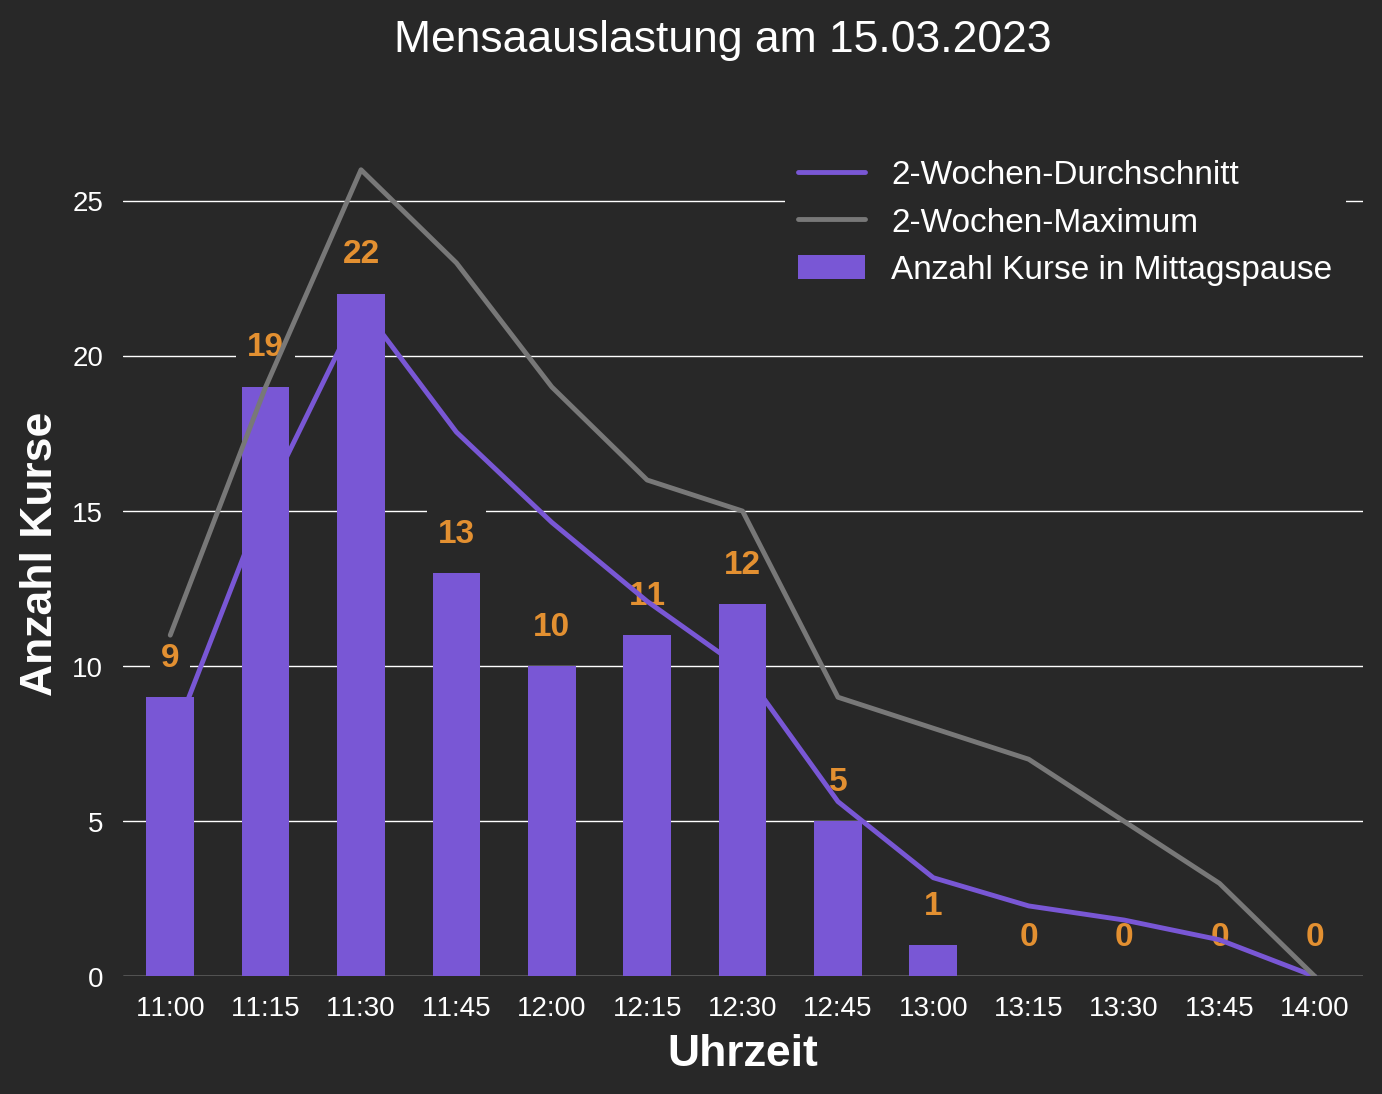 Mensaauslastung am 15.03.2023
2-Wochen-Durchschnitt
2-Wochen-Maximum
Anzahl Kurse in Mittagspause
Anzahl Kurse
25
20
15
10
5
0
9
19
22
13
10
11
12
5
1
0
0
0
0
11:00 11:15 11:30 11:45 12:00 12:15 12:30 12:45 13:00 13:15 13:30 13:45 14:00
Uhrzeit